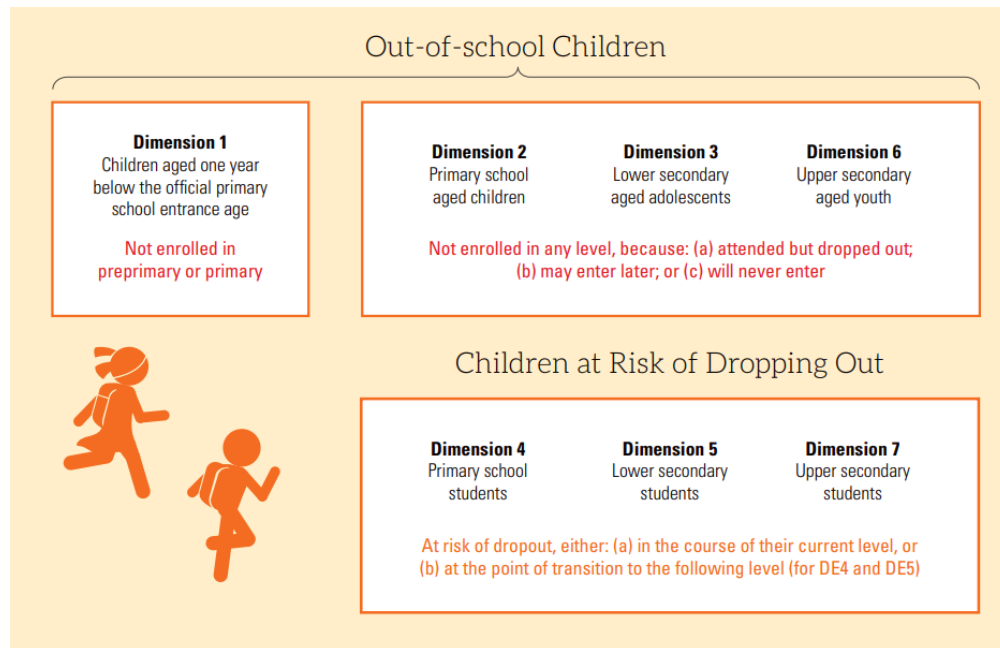 Out-of-school Children
Dimension 1
Children aged one year
below the official primary
school entrance age
Not enrolled in
preprimary or primary
Dimension 2
Primary school
aged children
Dimension 3
Lower secondary
aged adolescents
Dimension 6
Upper secondary
aged youth
Not enrolled in any level, because: (a) attended but dropped out;
(b) may enter later; or (c) will never enter
Children at Risk of Dropping Out
Dimension 4
Primary school
students
Dimension 5
Lower secondary
students
Dimension 7
Upper secondary
students
At risk of dropout, either: (a) in the course of their current level, or
(b) at the point of transition to the following level (for DE4 and DE5)